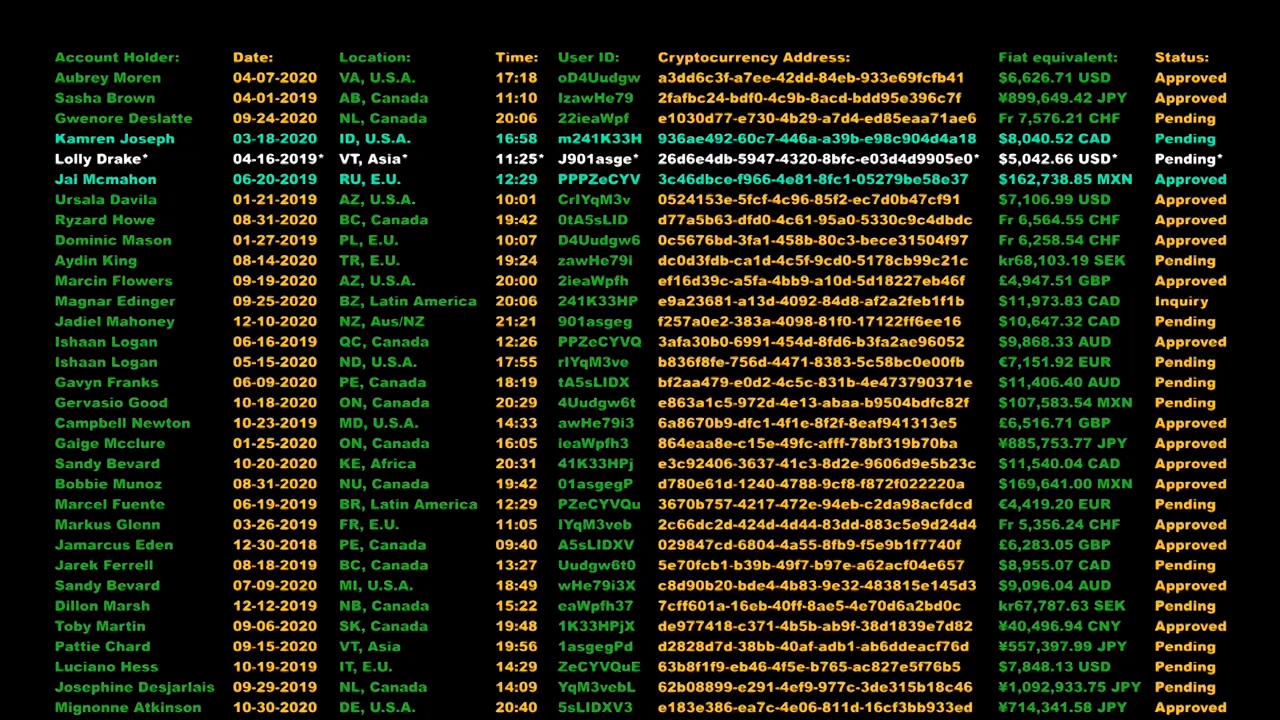 Account Holder: Date: Location: Time: User ID: Cryptocurrency Address: Fiat equivalent: Status:
Aubrey Moren 04-07-2020 VA, U.S.A. 17:18 oD4Uudgw a3dd6c3f-a7ee-42dd-84eb-933e69fcfb41 $6,626.71 USD Approved
Sasha Brown 04-01-2019 AB, Canada 11:10 IzawHe79 2fafbc24-bdf0-4c9b-8acd-bdd95e396c7f ¥899,649.42 JPY Approved
Gwenore Deslatte 09-24-2020 NL, Canada 20:06 22ieaWpf e1030d77-e730-4b29-a7d4-ed85eaa71ae6 Fr 7,576.21 CHF Pending
Kamren Joseph 03-18-2020 ID, U.S.A. 16:58 m241K33H 936ae492-60c7-446a-a39b-e98c904d4a18 $8,040.52 CAD Approved
Lolly Drake* 04-16-2019* VT, Asia* 11:25* J901asge* 26d6e4db-5947-4320-8bfc-e03d4d9905e0* $5,042.66 USD* Pending*
Jai Mcmahon 06-20-2019 RU, E.U. 12:29 PPPZeCYV 3c46dbce-f966-4e81-8fc1-05279be58e37 $162,738.85 MXN Approved
Ursala Davila 01-21-2019 AZ, U.S.A. 10:01 CrIYqM3v 0524153e-5fcf-4c96-85f2-ec7d0b47cf91 $7,106.99 USD Approved
Ryzard Howe 08-31-2020 BC, Canada 19:42 0tA5sLID d77a5b63-dfd0-4c61-95a0-5330c9c4dbdc Fr 6,564.55 CHF Approved
Dominic Mason 01-27-2019 PL, E.U. 10:07 D4Uudgw6 0c5676bd-3fa1-458b-80c3-bece31504f97 Fr 6,258.54 CHF Approved
Aydin King 08-14-2020 TR, E.U. 19:24 zawHe79i dc0d3fdb-ca1d-4c5f-9cd0-5178cb99c21c kr68,103.19 SEK Pending
Marcin Flowers 09-19-2020 AZ, U.S.A. 20:00 2ieaWpfh ef16d39c-a5fa-4bb9-a10d-5d18227eb46f £4,947.51 GBP Approved
Magnar Edinger 09-25-2020 BZ, Latin America 20:06 241K33HP e9a23681-a13d-4092-84d8-af2a2feb1f1b $11,973.83 CAD Inquiry
Jadiel Mahoney 12-10-2020 NZ, Aus/NZ 21:21 901asgeg f257a0e2-383a-4098-81f0-17122ff6ee16 $10,647.32 CAD Pending
Ishaan Logan 06-16-2019 QC, Canada 12:26 PPZeCYVQ 3afa30b0-6991-454d-8fd6-b3fa2ae96052 $9,868.33 AUD Approved
Ishaan Logan 05-15-2020 ND, U.S.A. 17:55 rIYqM3ve b836f8fe-756d-4471-8383-5c58bc0e00fb €7,151.92 EUR Pending
Gavyn Franks 06-09-2020 PE, Canada 18:19 tA5sLIDX bf2aa479-e0d2-4c5c-831b-4e473790371e $11,406.40 AUD Pending
Gervasio Good 10-18-2020 ON, Canada 20:29 4Uudgw6t e863a1c5-972d-4e13-abaa-b9504bdfc82f $107,583.54 MXN Pending
Campbell Newton 10-23-2019 MD, U.S.A. 14:33 awHe79i3 6a8670b9-dfc1-4f1e-8f2f-8eaf941313e5 £6,516.71 GBP Approved
Gaige Mcclure 01-25-2020 ON, Canada 16:05 ieaWpfh3 864eaa8e-c15e-49fc-afff-78bf319b70ba ¥885,753.77 JPY Approved
Sandy Bevard 10-20-2020 KE, Africa 20:31 41K33HPj e3c92406-3637-41c3-8d2e-9606d9e5b23c $11,540.04 CAD Approved
Bobbie Munoz 08-31-2020 NU, Canada 19:42 01asgegP d780e61d-1240-4788-9cf8-f872f022220a $169,641.00 MXN Approved
Marcel Fuente 06-19-2019 BR, Latin America 12:29 PZeCYVQu 3670b757-4217-472e-94eb-c2da98acfdcd €4,419.20 EUR Pending
Markus Glenn 03-26-2019 FR, E.U. 11:05 IYqM3veb 2c66dc2d-424d-4d44-83dd-883c5e9d24d4 Fr 5,356.24 CHF Approved
Jamarcus Eden 12-30-2018 PE, Canada 09:40 A5sLIDXV 029847cd-6804-4a55-8fb9-f5e9b1f7740f £6,283.05 GBP Approved
Jarek Ferrell 08-18-2019 BC, Canada 13:27 Uudgw6t0 5e70fcb1-b39b-49f7-b97e-a62acf04e657 $8,955.07 CAD Pending
Sandy Bevard 07-09-2020 MI, U.S.A. 18:49 wHe79i3X c8d90b20-bde4-4b83-9e32-483815e145d3 $9,096.04 AUD Approved
Dillon Marsh 12-12-2019 NB, Canada 15:22 eaWpfh37 7cff601a-16eb-40ff-8ae5-4e70d6a2bd0c kr67,787.63 SEK Pending
Toby Martin 09-06-2020 SK, Canada 19:48 1K33HPjX de977418-c371-4b5b-ab9f-38d1839e7d82 ¥40,496.94 CNY Approved
Pattie Chard 09-15-2020 VT, Asia 19:56 1asgegPd d2828d7d-38bb-40af-adb1-ab6ddeacf76d ¥557,397.99 JPY Pending
Luciano Hess 10-19-2019 IT, E.U. 14:29 ZeCYVQuE 63b8f1f9-eb46-4f5e-b765-ac827e5f76b5 $7,848.13 USD Pending
Josephine Desjarlais 09-29-2019 NL, Canada 14:09 YqM3vebL 62b08899-e291-4ef9-977c-3de315b18c46 ¥1,092,933.75 JPY Pending
Mignonne Atkinson 10-30-2020 DE, U.S.A. 20:40 5sLIDXV3 e183e386-ea7c-4e06-811d-16cf3bb933ed ¥714,341.58 JPY Approved